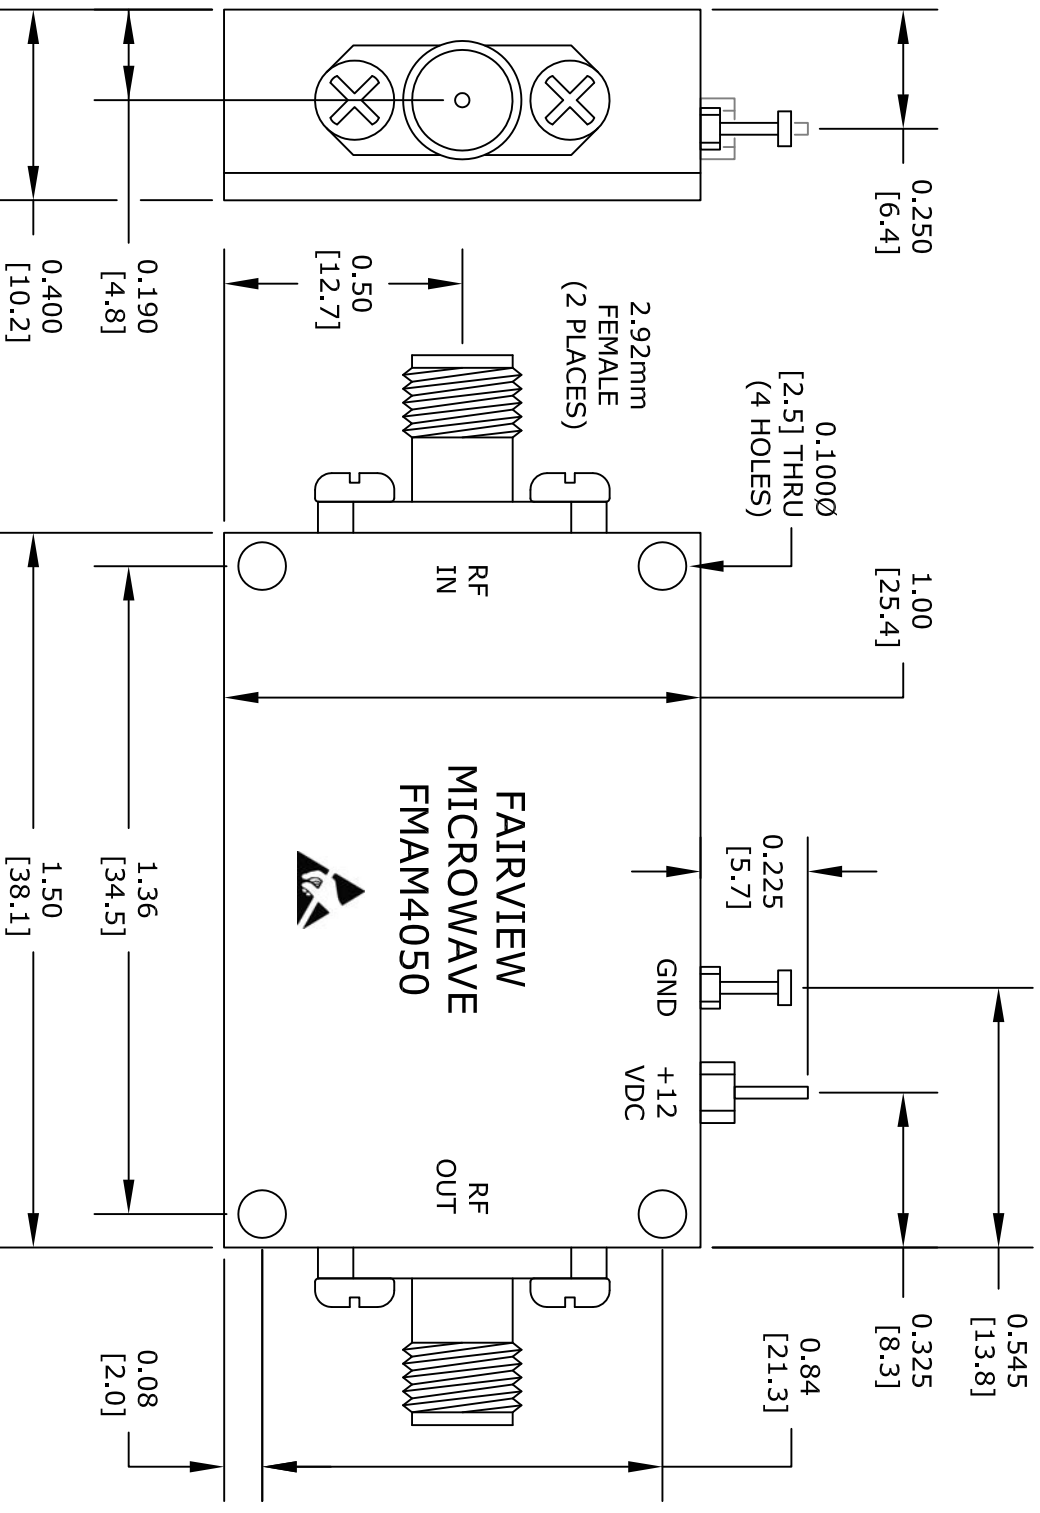 0.250
[6.4]
0.190
[4.8]
0.400
[10.2]
0.50
[12.7]
2.92mm
FEMALE
(2 PLACES)
0.100Ø
[2.5] THRU
(4 HOLES)
1.00
[25.4]
RF
IN
FAIRVIEW
MICROWAVE
FMAM4050
0.225
[5.7]
GND
+12
VDC
RF
OUT
1.36
[34.5]
1.50
[38.1]
0.545
[13.8]
0.325
[8.3]
0.84
[21.3]
0.08
[2.0]